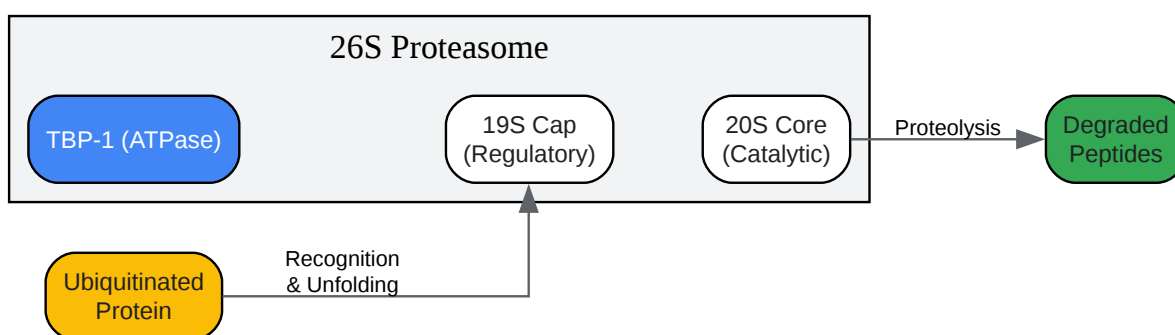 26S Proteasome
TBP-1 (ATPase)
19S Cap
(Regulatory)
20S Core
(Catalytic)
Proteolysis
Degraded
Peptides
Ubiquitinated
Protein
Recognition
& Unfolding